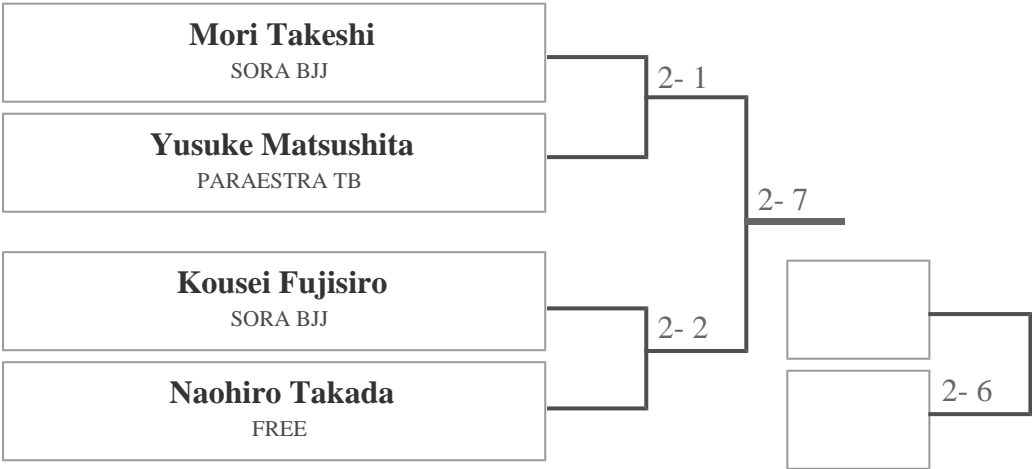 Mori Takeshi
SORA BJJ
2- 1
Yusuke Matsushita
PARAESTRA TB
2- 7
Kousei Fujisiro
SORA BJJ
2- 2
Naohiro Takada
FREE
2- 6